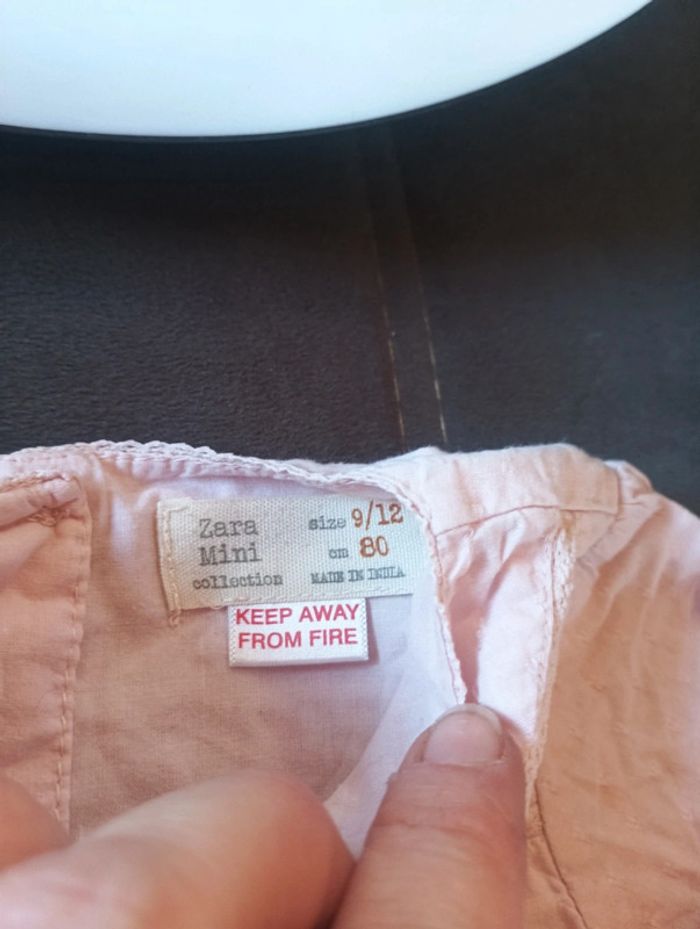 Zara size 9/12
Mini cm 80
collection MADE IN INDIA
KEEP AWAY
FROM FIRE